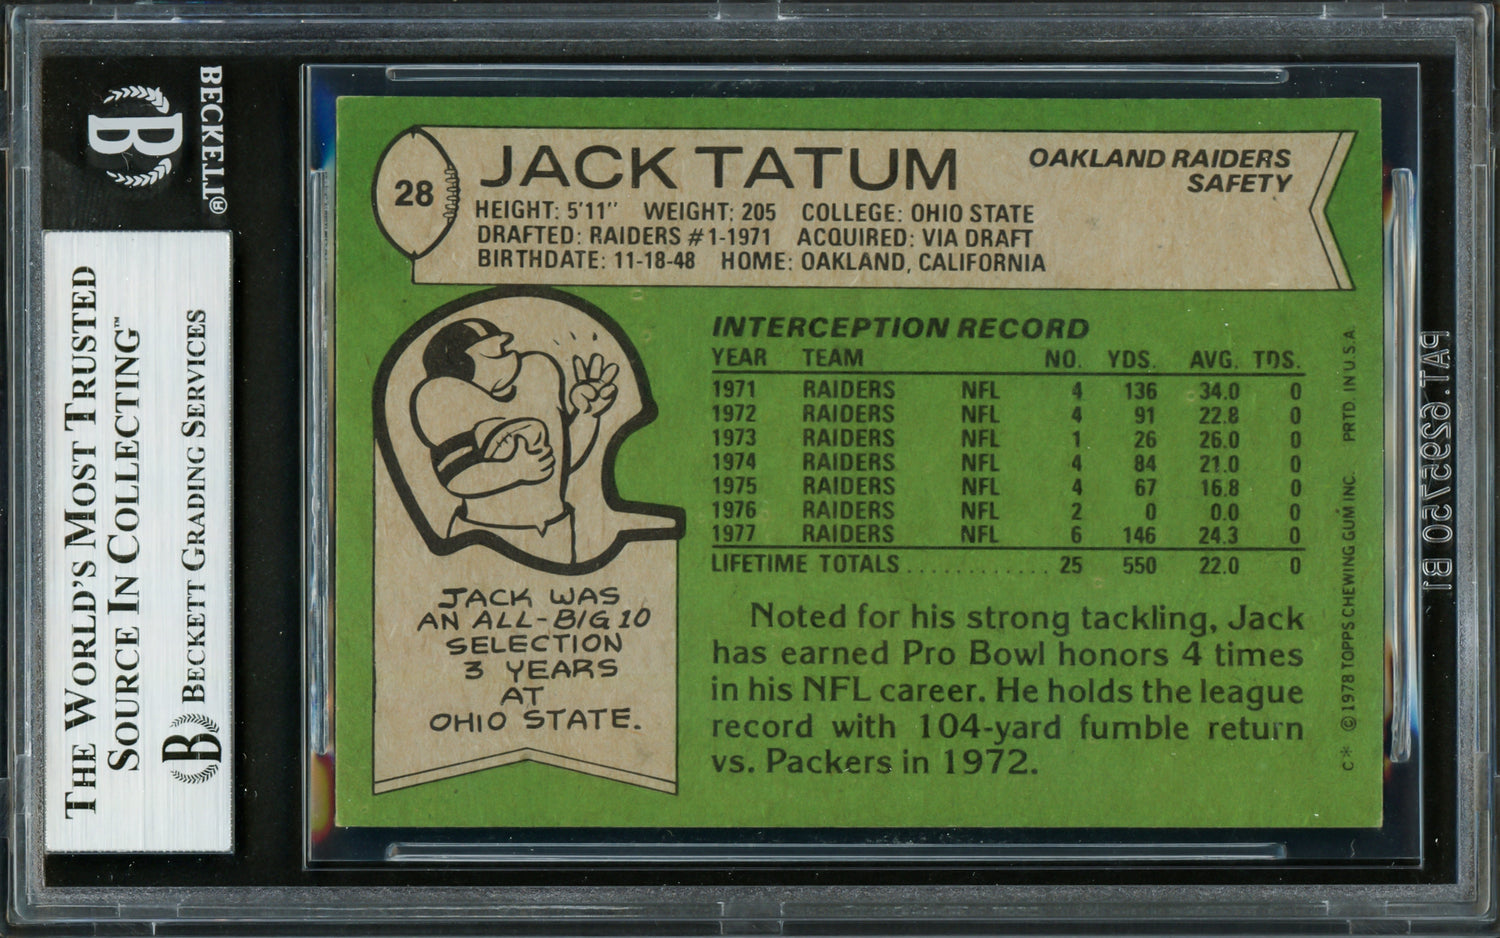 BECKETT®
B
THE WORLD'S MOST TRUSTED
SOURCE IN COLLECTING™
B BECKETT GRADING SERVICES
28
JACK TATUM
OAKLAND RAIDERS
SAFETY
HEIGHT: 5'11" WEIGHT: 205 COLLEGE: OHIO STATE
DRAFTED: RAIDERS #1-1971 ACQUIRED: VIA DRAFT
BIRTHDATE: 11-18-48 HOME: OAKLAND, CALIFORNIA
JACK WAS
AN ALL-BIG 10
SELECTION
3 YEARS
AT
OHIO STATE.
INTERCEPTION RECORD
YEAR TEAM NO. YDS. AVG. TDS.
1971 RAIDERS NFL 4 136 34.0 0
1972 RAIDERS NFL 4 91 22.8 0
1973 RAIDERS NFL 1 26 26.0 0
1974 RAIDERS NFL 4 84 21.0 0
1975 RAIDERS NFL 4 67 16.8 0
1976 RAIDERS NFL 2 0 0.0 0
1977 RAIDERS NFL 6 146 24.3 0
LIFETIME TOTALS............ 25 550 22.0 0
Noted for his strong tackling, Jack
has earned Pro Bowl honors 4 times
in his NFL career. He holds the league
record with 104-yard fumble return
vs. Packers in 1972.
C* ©1978 TOPPS CHEWING GUM INC. PRTD. IN U.S.A.
PAT. 6295750 B1